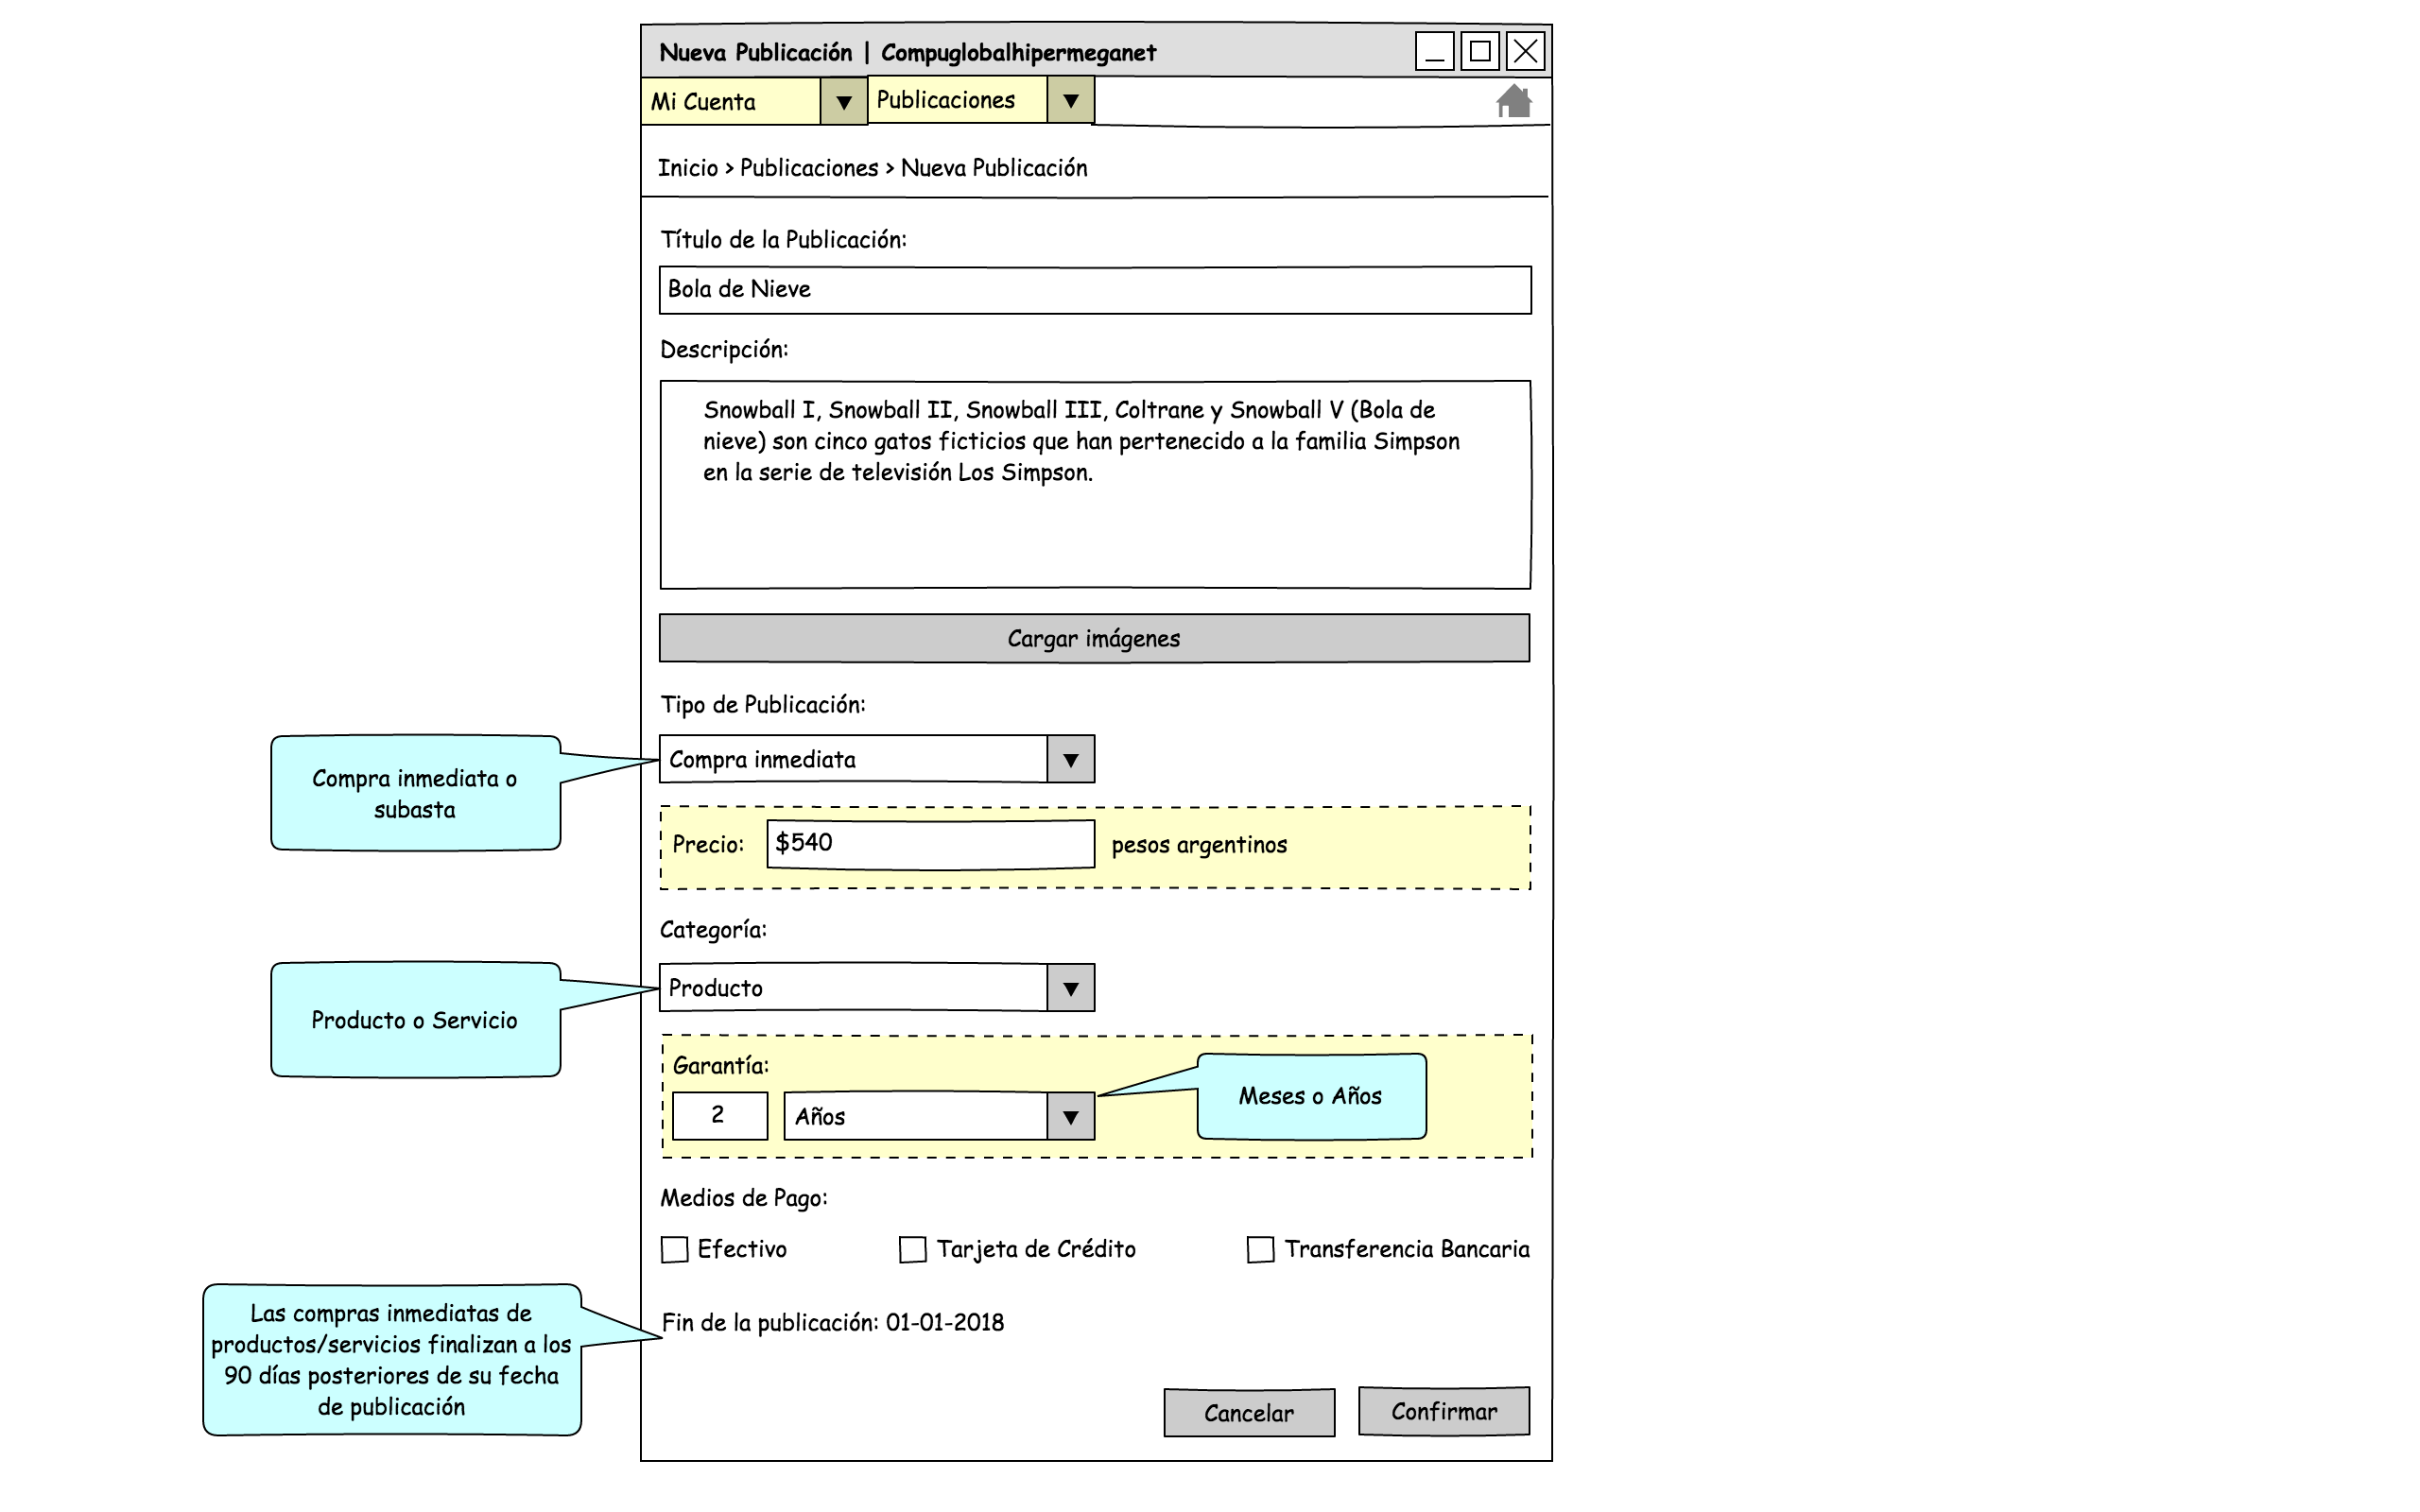 Nueva Publicación | Compuglobalhipermeganet
Mi Cuenta
Publicaciones
Inicio > Publicaciones > Nueva Publicación
Título de la Publicación:
Bola de Nieve
Descripción:
Snowball I, Snowball II, Snowball III, Coltrane y Snowball V (Bola de
nieve) son cinco gatos ficticios que han pertenecido a la familia Simpson
en la serie de televisión Los Simpson.
Cargar imágenes
Tipo de Publicación:
Compra inmediata
Compra inmediata o
subasta
Precio:
$540
pesos argentinos
Categoría:
Producto
Producto o Servicio
Garantía:
2
Años
Meses o Años
Medios de Pago:
Efectivo
Tarjeta de Crédito
Transferencia Bancaria
Las compras inmediatas de
productos/servicios finalizan a los
90 días posteriores de su fecha
de publicación
Fin de la publicación: 01-01-2018
Cancelar
Confirmar